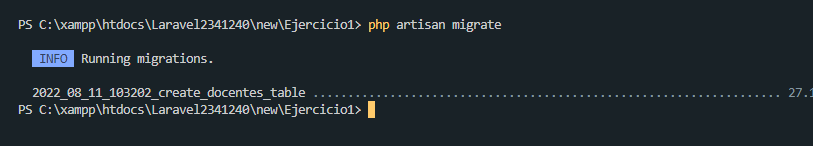 PS C:\xampp\htdocs\Laravel2341240\new\Ejercicio1> php artisan migrate
INFO Running migrations.
2022_08_11_103202_create_docentes_table .................................................................... 27.1
PS C:\xampp\htdocs\Laravel2341240\new\Ejercicio1>